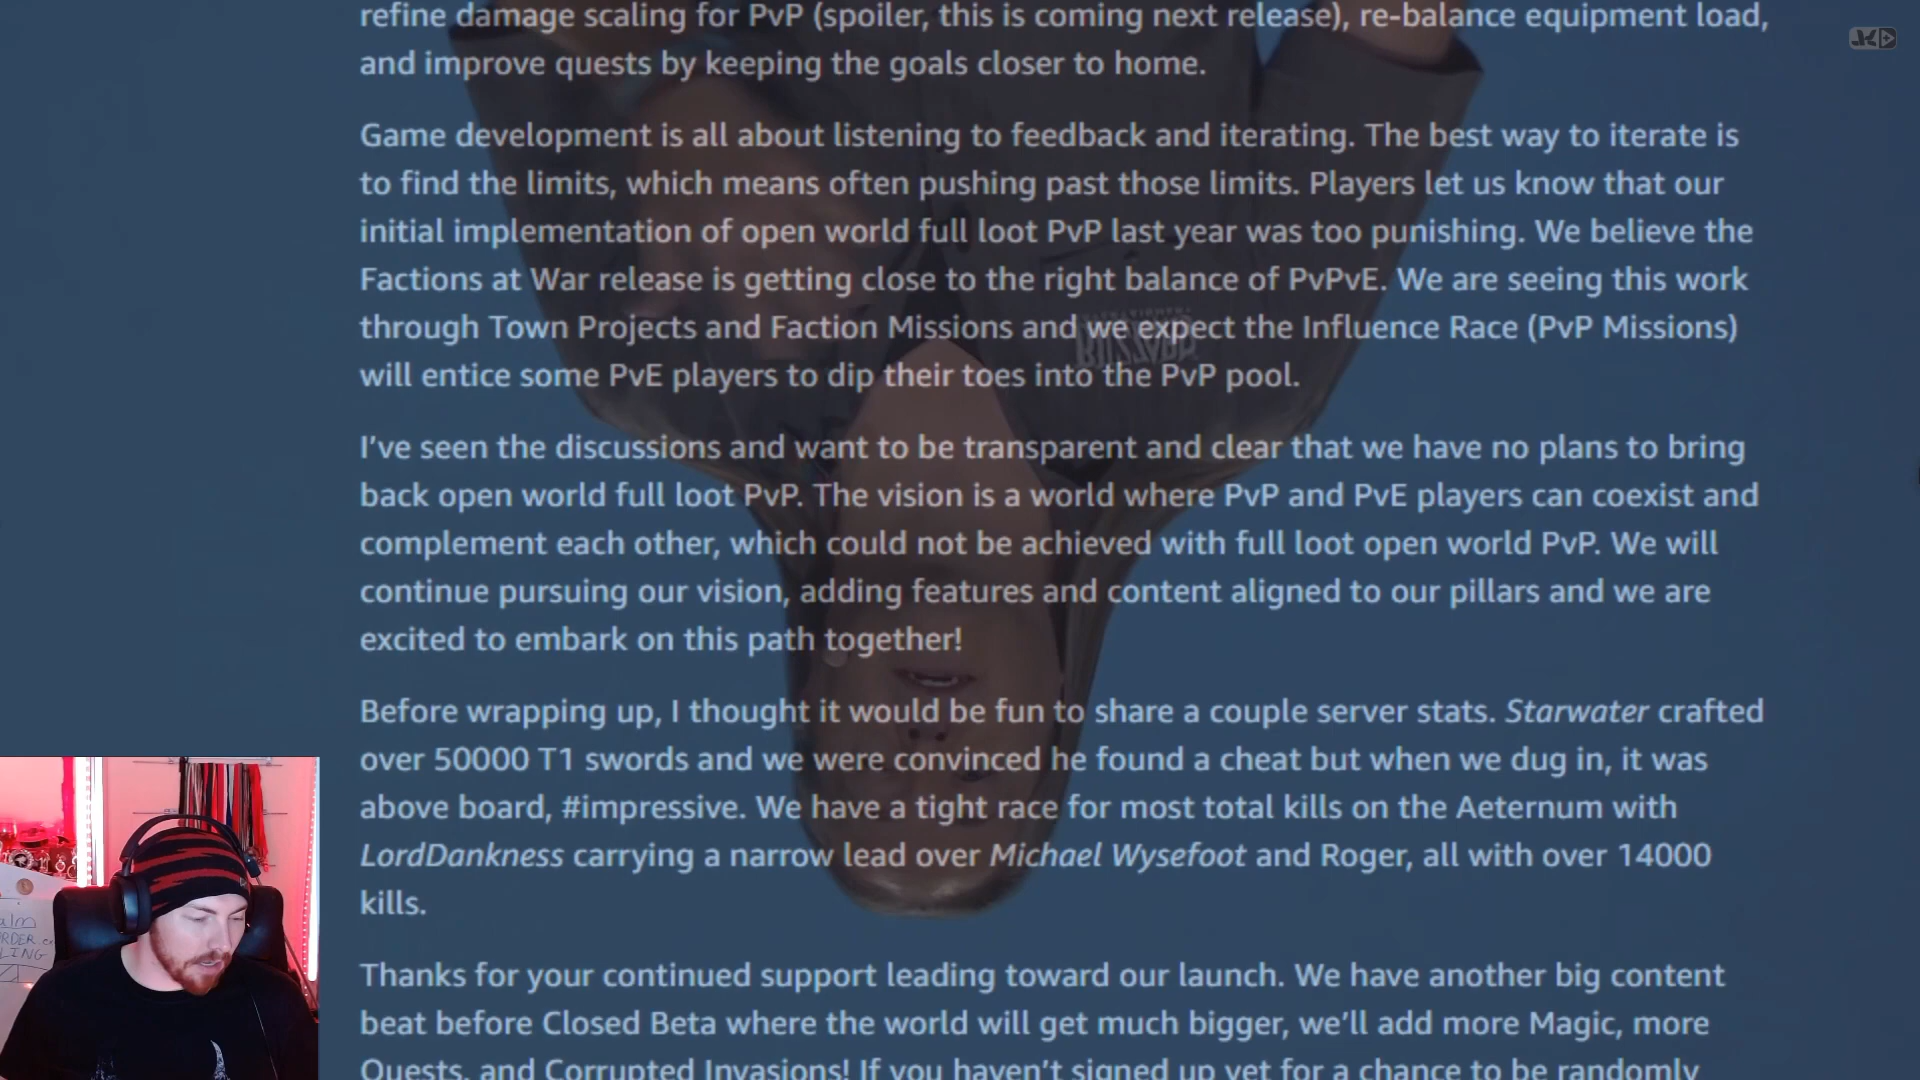 refine damage scaling for PvP (spoiler, this is coming next release), re-balance equipment load,
and improve quests by keeping the goals closer to home.
Game development is all about listening to feedback and iterating. The best way to iterate is
to find the limits, which means often pushing past those limits. Players let us know that our
initial implementation of open world full loot PvP last year was too punishing. We believe the
Factions at War release is getting close to the right balance of PvPvE. We are seeing this work
through Town Projects and Faction Missions and we expect the Influence Race (PvP Missions)
will entice some PvE players to dip their toes into the PvP pool.
I’ve seen the discussions and want to be transparent and clear that we have no plans to bring
back open world full loot PvP. The vision is a world where PvP and PvE players can coexist and
complement each other, which could not be achieved with full loot open world PvP. We will
continue pursuing our vision, adding features and content aligned to our pillars and we are
excited to embark on this path together!
Before wrapping up, I thought it would be fun to share a couple server stats. Starwater crafted
over 50000 T1 swords and we were convinced he found a cheat but when we dug in, it was
above board, #impressive. We have a tight race for most total kills on the Aeternum with
LordDankness carrying a narrow lead over Michael Wysefoot and Roger, all with over 14000
kills.
Thanks for your continued support leading toward our launch. We have another big content
beat before Closed Beta where the world will get much bigger, we’ll add more Magic, more
Quests, and Corrupted Invasions! If you haven’t signed up yet for a chance to be randomly